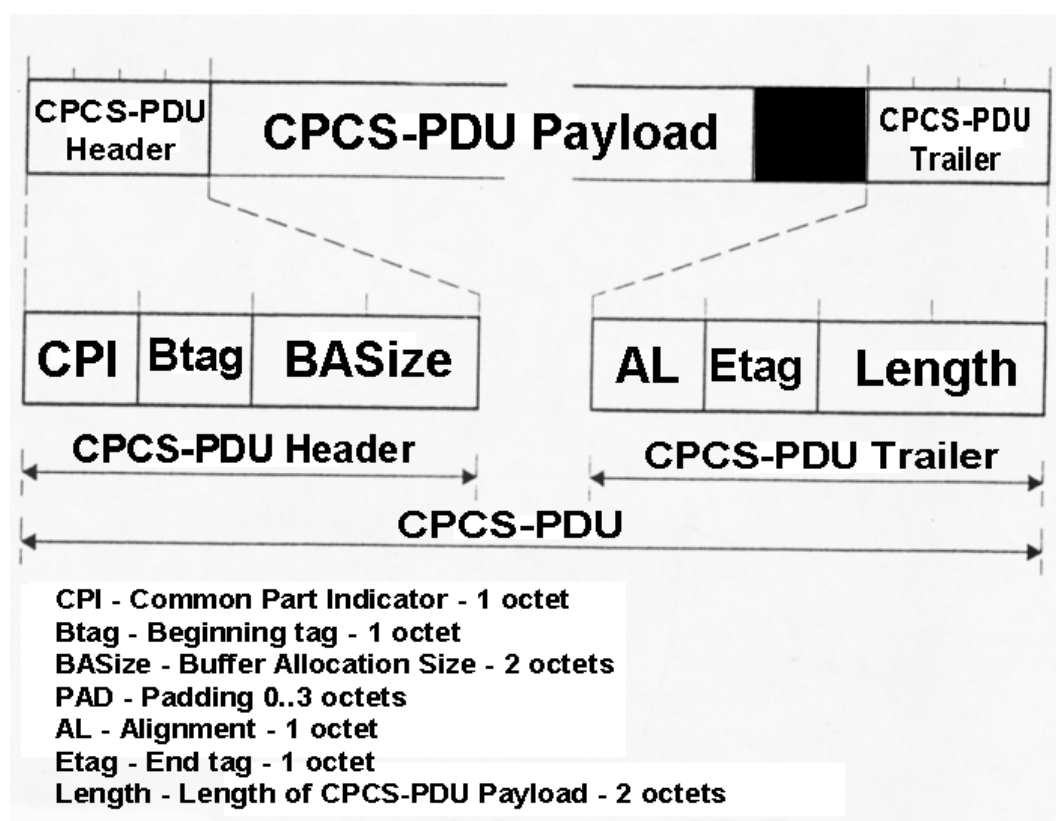 CPCS-PDU
Header
CPCS-PDU Payload
CPCS-PDU
Trailer
CPI
Btag
BASize
AL
Etag
Length
CPCS-PDU Header
CPCS-PDU Trailer
CPCS-PDU
CPI - Common Part Indicator - 1 octet
Btag - Beginning tag - 1 octet
BASize - Buffer Allocation Size - 2 octets
PAD - Padding 0..3 octets
AL - Alignment - 1 octet
Etag - End tag - 1 octet
Length - Length of CPCS-PDU Payload - 2 octets